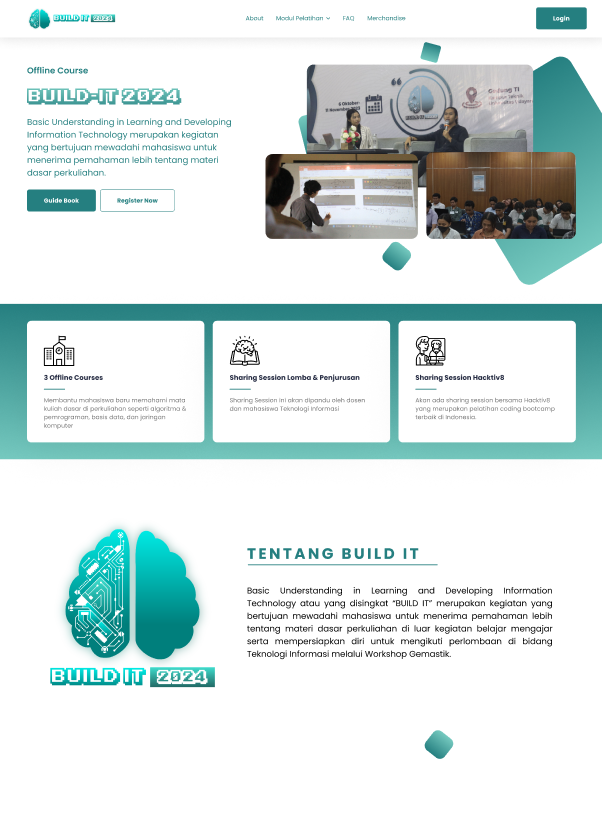 BUILD IT 2024
About
Modul Pelatihan
FAQ
Merchandise
Login
Offline Course
BUILD-IT 2024
Basic Understanding in Learning and Developing
Information Technology merupakan kegiatan
yang bertujuan mewadahi mahasiswa untuk
menerima pemahaman lebih tentang materi
dasar perkuliahan.
Guide Book
Register Now
Gedung TI
3 Offline Courses
Membantu mahasiswa baru memahami mata
kuliah dasar di perkuliahan seperti algoritma &
pemrograman, basis data, dan jaringan
komputer
Sharing Session Lomba & Penjurusan
Sharing Session ini akan dipandu oleh dosen
dan mahasiswa Teknologi Informasi
Sharing Session Hacktiv8
Akan ada sharing session bersama Hacktiv8
yang merupakan pelatihan coding bootcamp
terbaik di Indonesia.
BUILD IT 2024
TENTANG BUILD IT
Basic Understanding in Learning and Developing Information
Technology atau yang disingkat “BUILD IT” merupakan kegiatan yang
bertujuan mewadahi mahasiswa untuk menerima pemahaman lebih
tentang materi dasar perkuliahan di luar kegiatan belajar mengajar
serta mempersiapkan diri untuk mengikuti perlombaan di bidang
Teknologi Informasi melalui Workshop Gemastik.